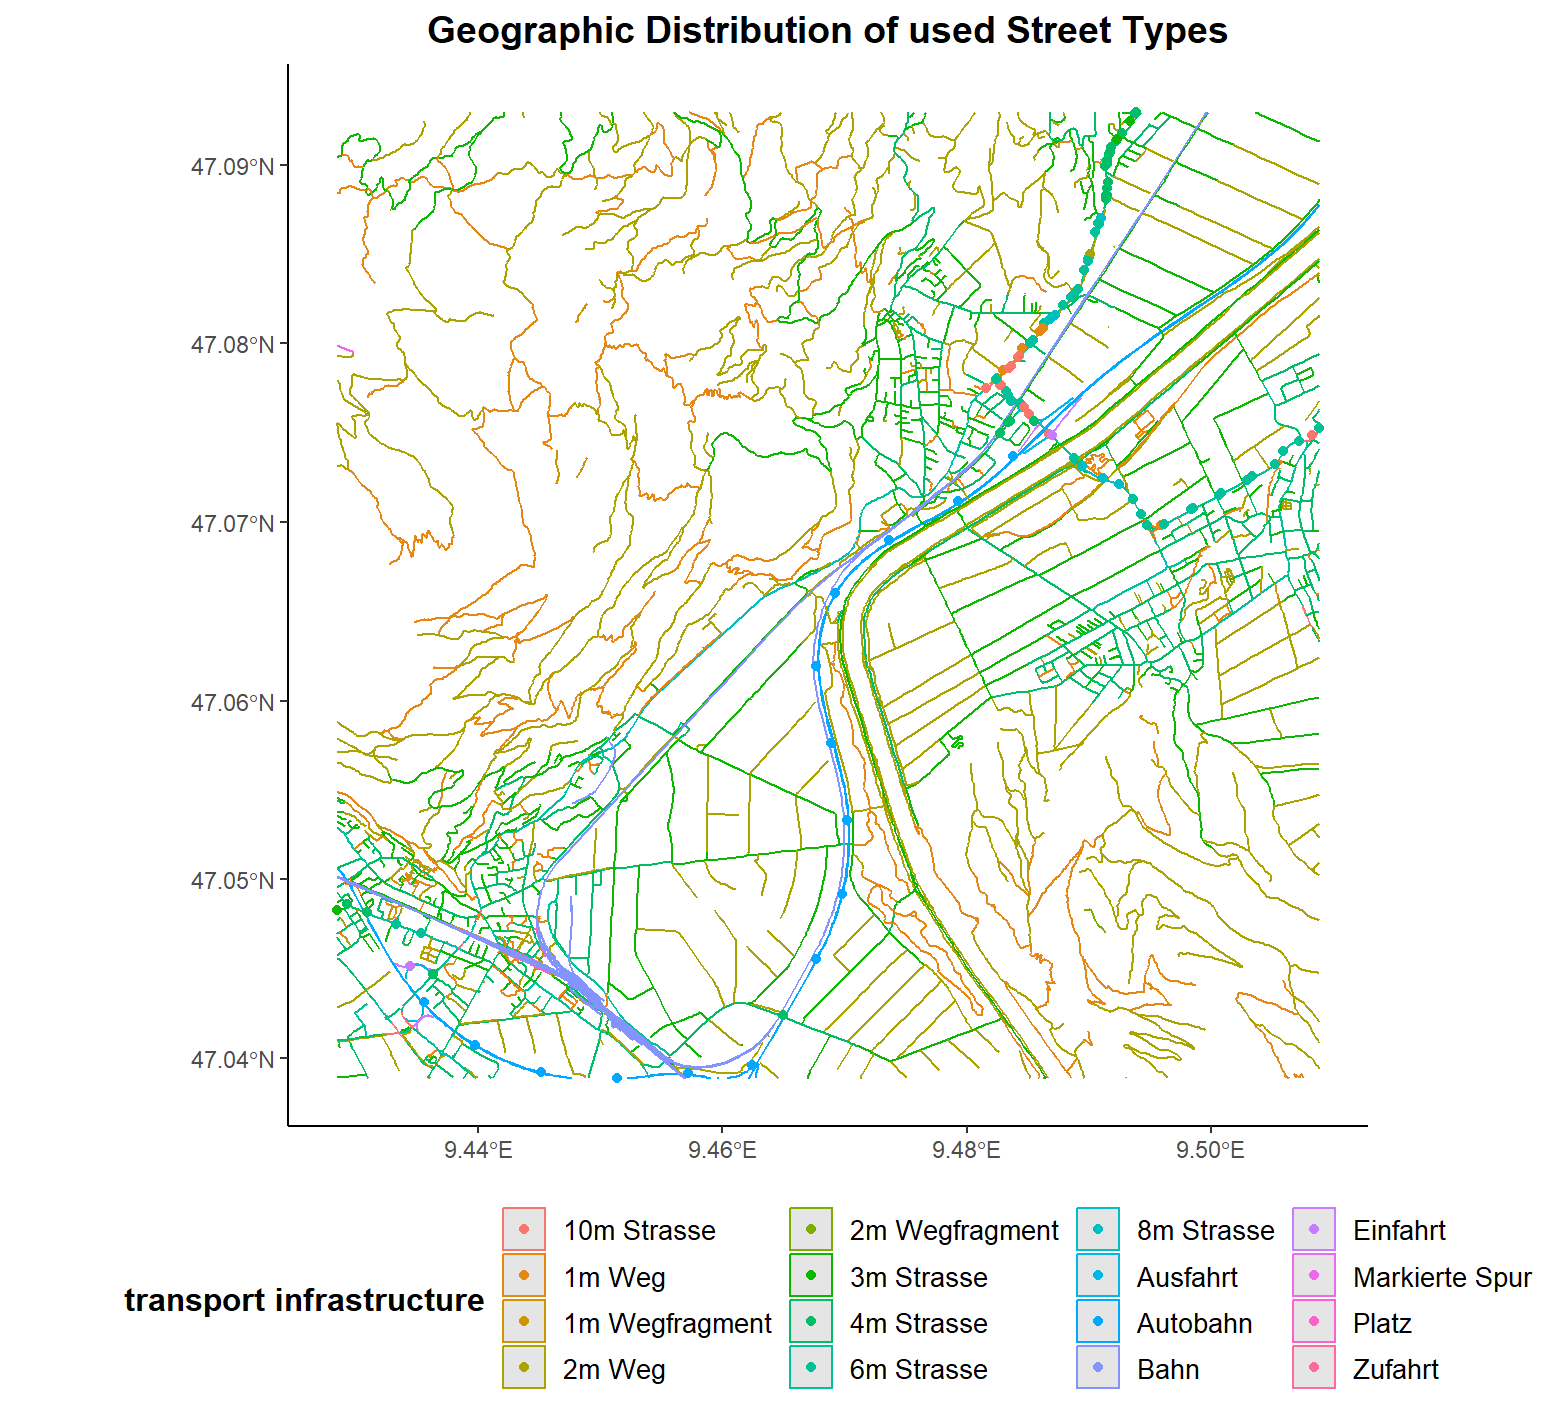 Geographic Distribution of used Street Types
47.09°N
47.08°N
47.07°N
47.06°N
47.05°N
47.04°N
9.44°E 9.46°E 9.48°E 9.50°E
transport infrastructure
10m Strasse
1m Weg
1m Wegfragment
2m Weg
2m Wegfragment
3m Strasse
4m Strasse
6m Strasse
8m Strasse
Ausfahrt
Autobahn
Bahn
Einfahrt
Markierte Spur
Platz
Zufahrt